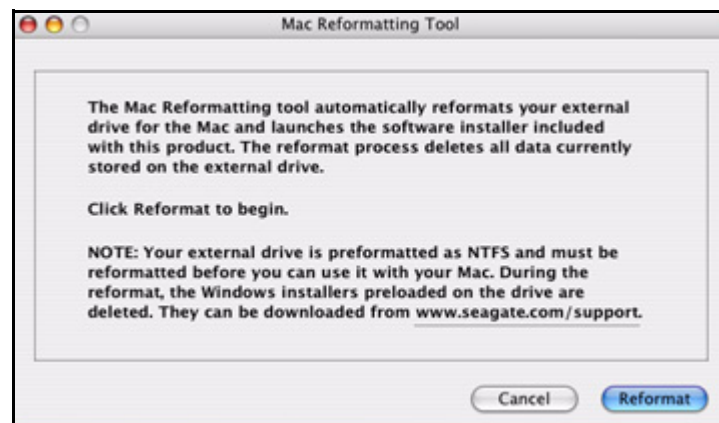 Mac Reformatting Tool
The Mac Reformatting tool automatically reformats your external
drive for the Mac and launches the software installer included
with this product. The reformat process deletes all data currently
stored on the external drive.
Click Reformat to begin.
NOTE: Your external drive is preformatted as NTFS and must be
reformatted before you can use it with your Mac. During the
reformat, the Windows installers preloaded on the drive are
deleted. They can be downloaded from www.seagate.com/support.
Cancel Reformat